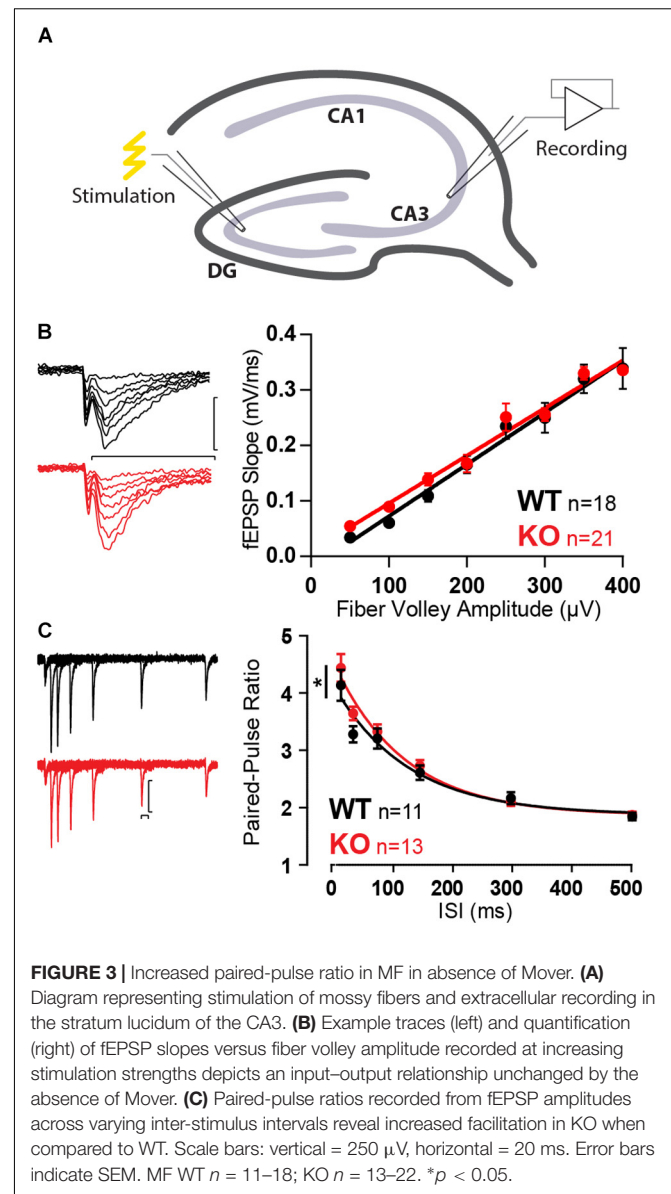 A
CA1
Recording
Stimulation
CA3
DG
B
fEPSP Slope (mV/ms)
0.4
0.3
0.2
0.1
0.0
WT n=18
KO n=21
0 100 200 300 400
Fiber Volley Amplitude (µV)
C
Paired-Pulse Ratio
5
4
3
2
1
*
WT n=11
KO n=13
0 100 200 300 400 500
ISI (ms)
FIGURE 3 | Increased paired-pulse ratio in MF in absence of Mover. (A)
Diagram representing stimulation of mossy fibers and extracellular recording in
the stratum lucidum of the CA3. (B) Example traces (left) and quantification
(right) of fEPSP slopes versus fiber volley amplitude recorded at increasing
stimulation strengths depicts an input–output relationship unchanged by the
absence of Mover. (C) Paired-pulse ratios recorded from fEPSP amplitudes
across varying inter-stimulus intervals reveal increased facilitation in KO when
compared to WT. Scale bars: vertical = 250 µV, horizontal = 20 ms. Error bars
indicate SEM. MF WT n = 11–18; KO n = 13–22. *p < 0.05.